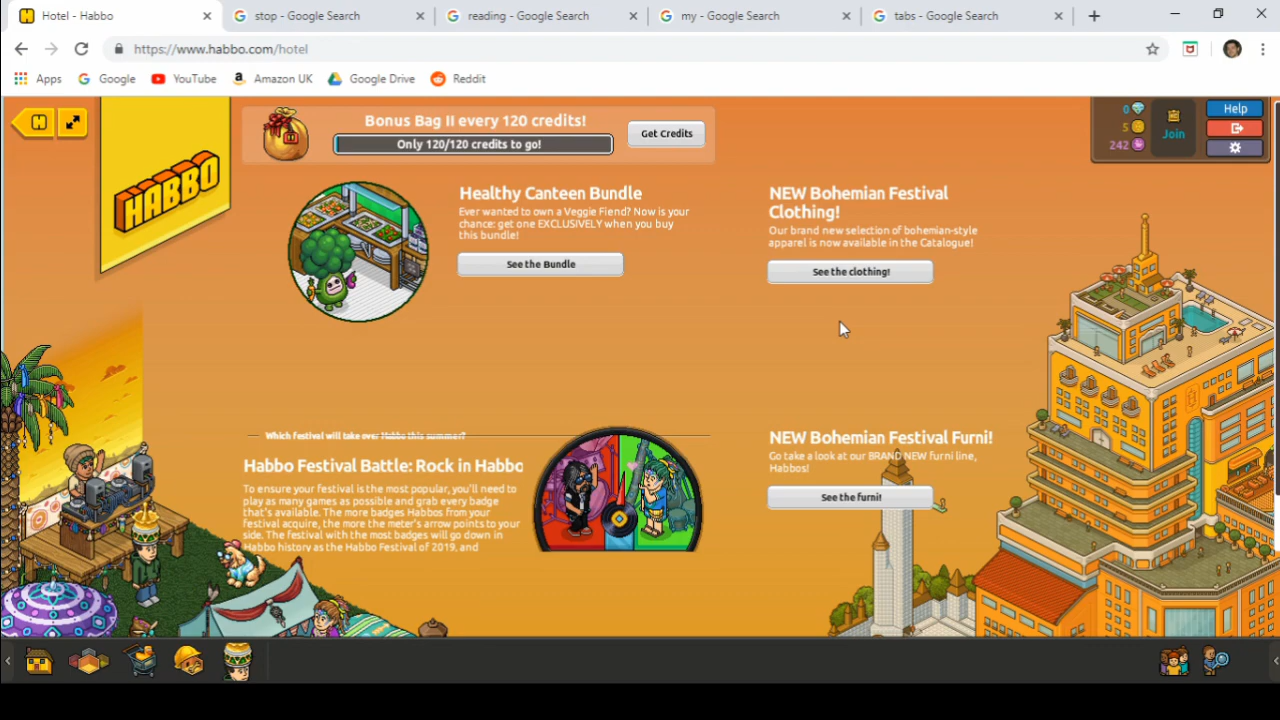 Hotel - Habbo
stop - Google Search
reading - Google Search
my - Google Search
tabs - Google Search
https://www.habbo.com/hotel
Apps
Google
YouTube
Amazon UK
Google Drive
Reddit
HABBO
Bonus Bag II every 120 credits!
Only 120/120 credits to go!
Get Credits
0
5
242
Join
Help
Healthy Canteen Bundle
Ever wanted to own a Veggie Fiend? Now is your
chance: get one EXCLUSIVELY when you buy
this bundle!
See the Bundle
NEW Bohemian Festival
Clothing!
Our brand new selection of bohemian-style
apparel is now available in the Catalogue!
See the clothing!
Which festival will take over Habbo this summer?
Habbo Festival Battle: Rock in Habbo
To ensure your festival is the most popular, you'll need to
play as many games as possible and grab every badge
that's available. The more badges Habbos from your
festival acquire, the more the meter's arrow points to your
side. The festival with the most badges will go down in
Habbo history as the Habbo Festival of 2019, and
NEW Bohemian Festival Furni!
Go take a look at our BRAND NEW furni line,
Habbos!
See the furni!